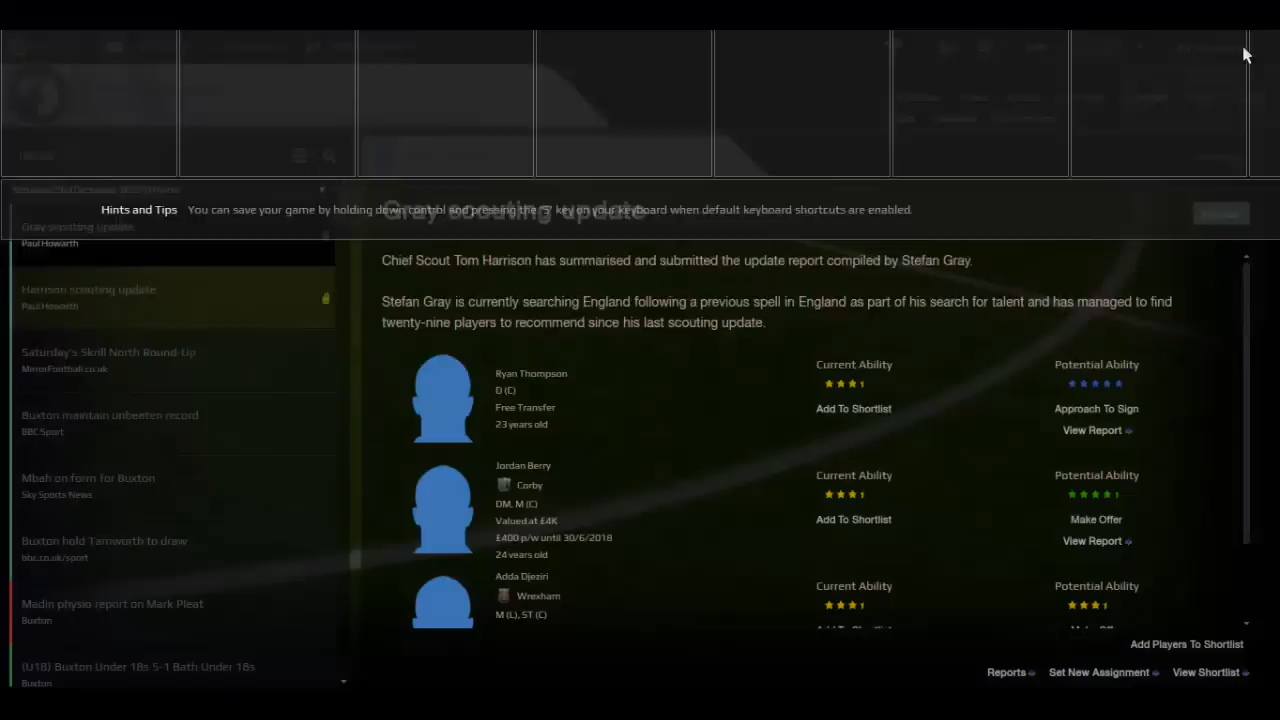 Hints and Tips You can save your game by holding down control and pressing the 'S' key on your keyboard when default keyboard shortcuts are enabled.
Gray scouting update
Gray scouting update
Paul Howarth
Harrison scouting update
Paul Howarth
Saturday's Skrill North Round-Up
MirrorFootball.co.uk
Buxton maintain unbeaten record
BBC Sport
Mbah on form for Buxton
Sky Sports News
Buxton hold Tamworth to draw
bbc.co.uk/sport
Madin physio report on Mark Pleat
Buxton
(U18) Buxton Under 18s 5-1 Bath Under 18s
Buxton
Chief Scout Tom Harrison has summarised and submitted the update report compiled by Stefan Gray.
Stefan Gray is currently searching England following a previous spell in England as part of his search for talent and has managed to find
twenty-nine players to recommend since his last scouting update.
Ryan Thompson
D (C)
Free Transfer
23 years old
Current Ability
Add To Shortlist
Potential Ability
Approach To Sign
View Report
Jordan Berry
Corby
DM, M (C)
Valued at £4K
£400 p/w until 30/6/2018
24 years old
Current Ability
Add To Shortlist
Potential Ability
Make Offer
View Report
Adda Djeziri
Wrexham
M (L), ST (C)
Current Ability
Add To Shortlist
Potential Ability
Make Offer
Add Players To Shortlist
Reports Set New Assignment View Shortlist